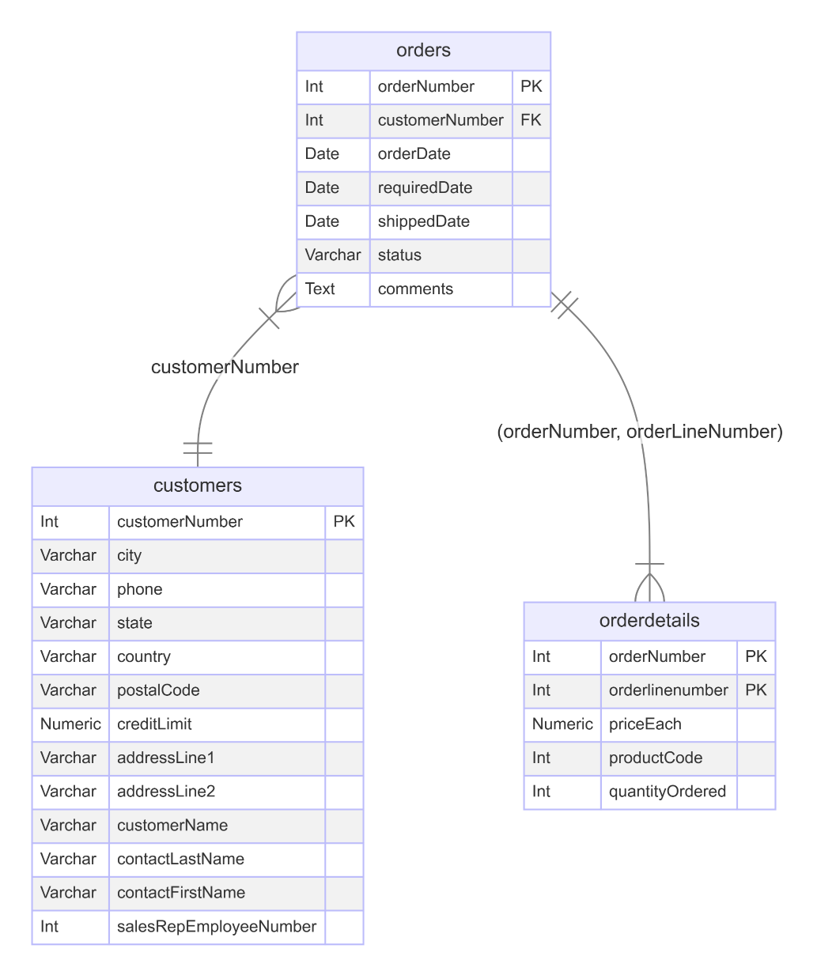 orders
Int orderNumber PK
Int customerNumber FK
Date orderDate
Date requiredDate
Date shippedDate
Varchar status
Text comments
customerNumber
(orderNumber, orderLineNumber)
customers
Int customerNumber PK
Varchar city
Varchar phone
Varchar state
Varchar country
Varchar postalCode
Numeric creditLimit
Varchar addressLine1
Varchar addressLine2
Varchar customerName
Varchar contactLastName
Varchar contactFirstName
Int salesRepEmployeeNumber
orderdetails
Int orderNumber PK
Int orderlinenumber PK
Numeric priceEach
Int productCode
Int quantityOrdered